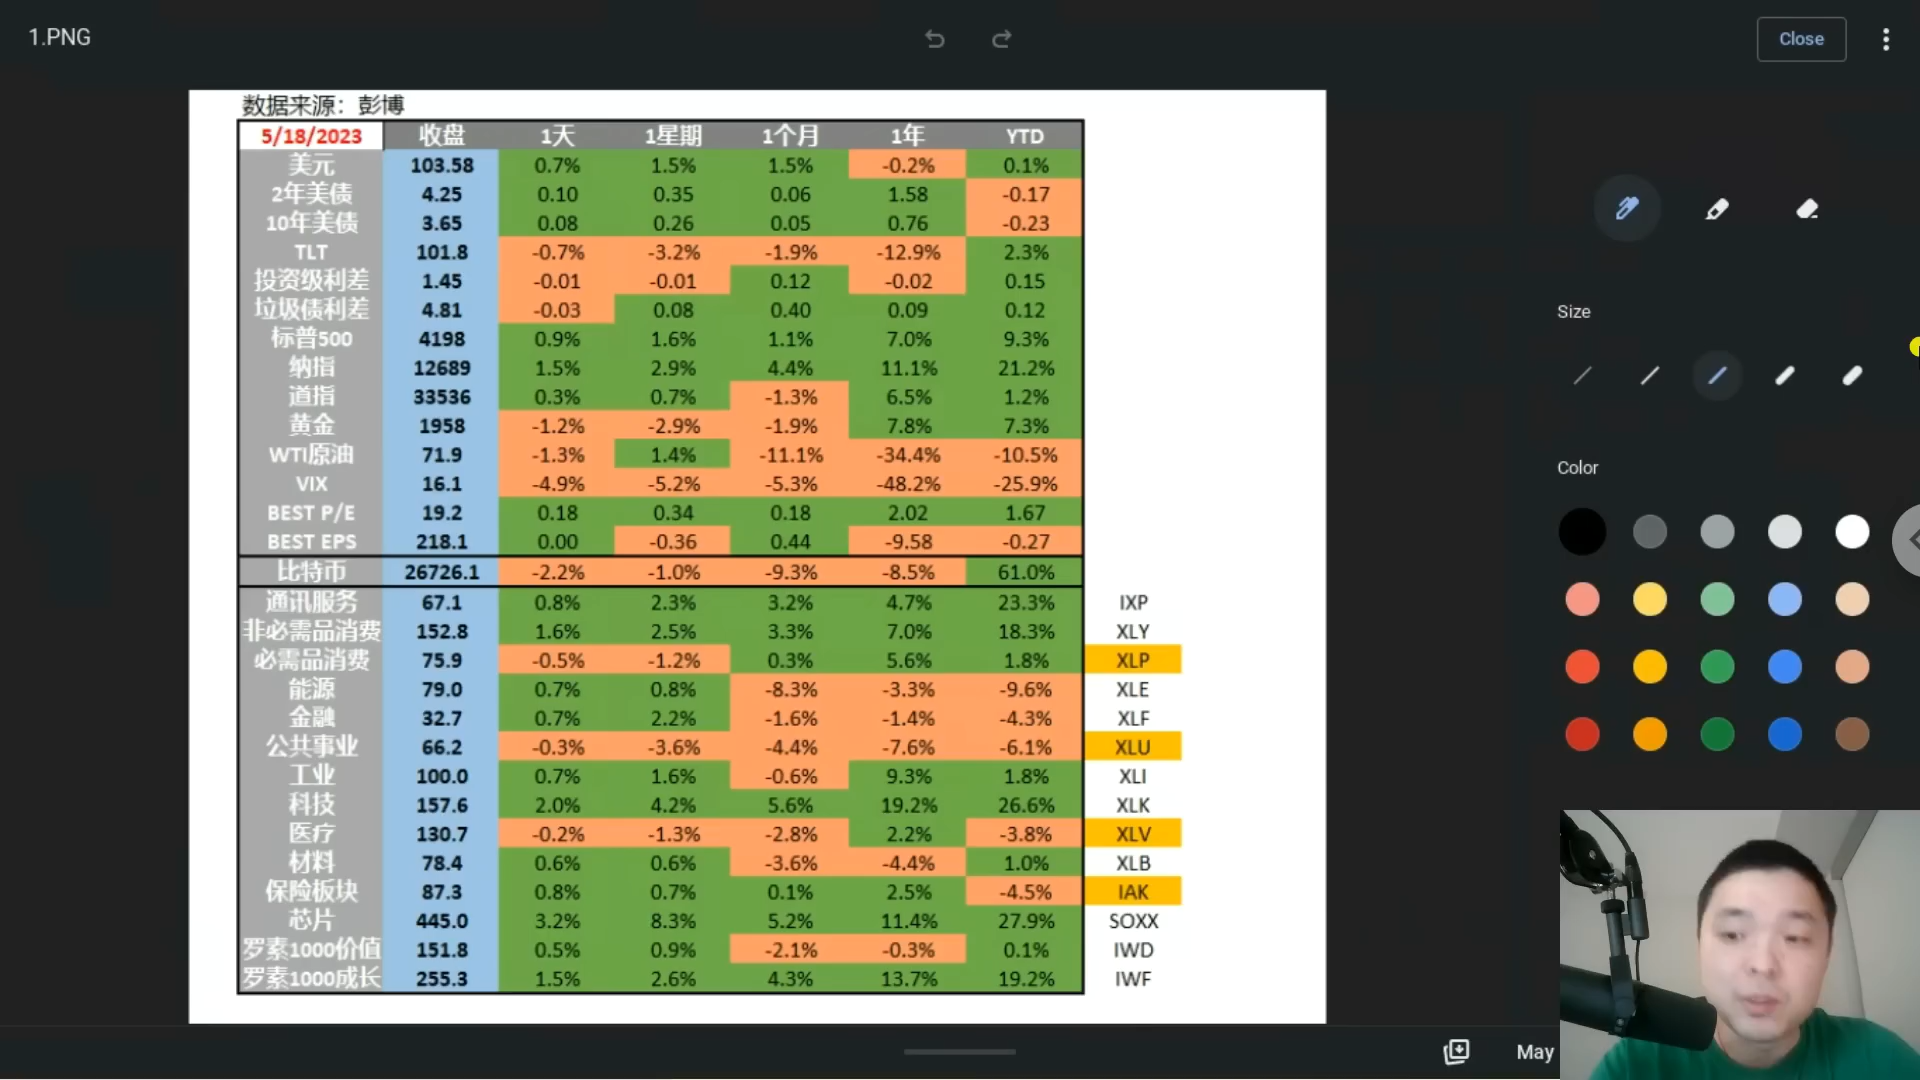 1.PNG
Close
数据来源：彭博
5/18/2023 收盘 1天 1星期 1个月 1年 YTD
美元 103.58 0.7% 1.5% 1.5% -0.2% 0.1%
2年美债 4.25 0.10 0.35 0.06 1.58 -0.17
10年美债 3.65 0.08 0.26 0.05 0.76 -0.23
TLT 101.8 -0.7% -3.2% -1.9% -12.9% 2.3%
投资级利差 1.45 -0.01 -0.01 0.12 -0.02 0.15
垃圾债利差 4.81 -0.03 0.08 0.40 0.09 0.12
标普500 4198 0.9% 1.6% 1.1% 7.0% 9.3%
纳指 12689 1.5% 2.9% 4.4% 11.1% 21.2%
道指 33536 0.3% 0.7% -1.3% 6.5% 1.2%
黄金 1958 -1.2% -2.9% -1.9% 7.8% 7.3%
WTI原油 71.9 -1.3% 1.4% -11.1% -34.4% -10.5%
VIX 16.1 -4.9% -5.2% -5.3% -48.2% -25.9%
BEST P/E 19.2 0.18 0.34 0.18 2.02 1.67
BEST EPS 218.1 0.00 -0.36 0.44 -9.58 -0.27
比特币 26726.1 -2.2% -1.0% -9.3% -8.5% 61.0%
通讯服务 67.1 0.8% 2.3% 3.2% 4.7% 23.3% IXP
非必需品消费 152.8 1.6% 2.5% 3.3% 7.0% 18.3% XLY
必需品消费 75.9 -0.5% -1.2% 0.3% 5.6% 1.8% XLP
能源 79.0 0.7% 0.8% -8.3% -3.3% -9.6% XLE
金融 32.7 0.7% 2.2% -1.6% -1.4% -4.3% XLF
公共事业 66.2 -0.3% -3.6% -4.4% -7.6% -6.1% XLU
工业 100.0 0.7% 1.6% -0.6% 9.3% 1.8% XLI
科技 157.6 2.0% 4.2% 5.6% 19.2% 26.6% XLK
医疗 130.7 -0.2% -1.3% -2.8% 2.2% -3.8% XLV
材料 78.4 0.6% 0.6% -3.6% -4.4% 1.0% XLB
保险板块 87.3 0.8% 0.7% 0.1% 2.5% -4.5% IAK
芯片 445.0 3.2% 8.3% 5.2% 11.4% 27.9% SOXX
罗素1000价值 151.8 0.5% 0.9% -2.1% -0.3% 0.1% IWD
罗素1000成长 255.3 1.5% 2.6% 4.3% 13.7% 19.2% IWF
Size
Color
May